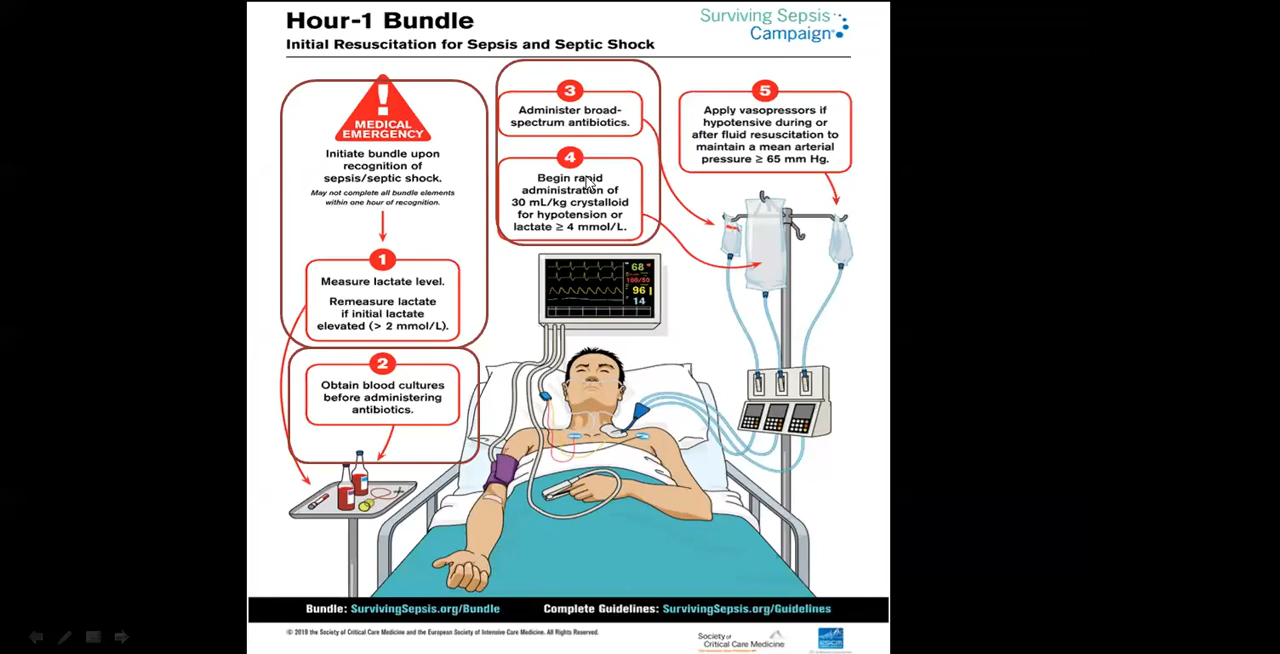 Hour-1 Bundle
Initial Resuscitation for Sepsis and Septic Shock
Surviving Sepsis
Campaign
!
MEDICAL
EMERGENCY
Initiate bundle upon
recognition of
sepsis/septic shock.
May not complete all bundle elements
within one hour of recognition.
1
Measure lactate level.
Remeasure lactate
if initial lactate
elevated (> 2 mmol/L).
2
Obtain blood cultures
before administering
antibiotics.
3
Administer broad-
spectrum antibiotics.
4
Begin rapid
administration of
30 mL/kg crystalloid
for hypotension or
lactate ≥ 4 mmol/L.
5
Apply vasopressors if
hypotensive during or
after fluid resuscitation to
maintain a mean arterial
pressure ≥ 65 mm Hg.
68
100/50
96
14
Bundle: SurvivingSepsis.org/Bundle
Complete Guidelines: SurvivingSepsis.org/Guidelines
© 2019 the Society of Critical Care Medicine and the European Society of Intensive Care Medicine. All Rights Reserved.
Society of
Critical Care Medicine
ESICM